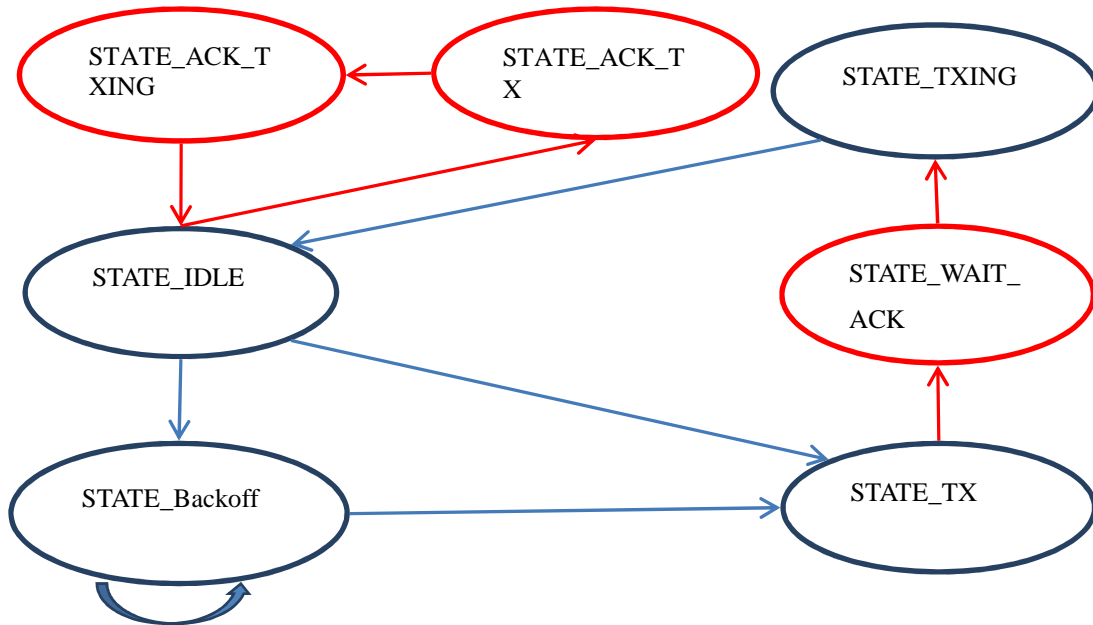 STATE_ACK_T
XING
STATE_ACK_T
X
STATE_TXING
STATE_IDLE
STATE_WAIT_
ACK
STATE_Backoff
STATE_TX